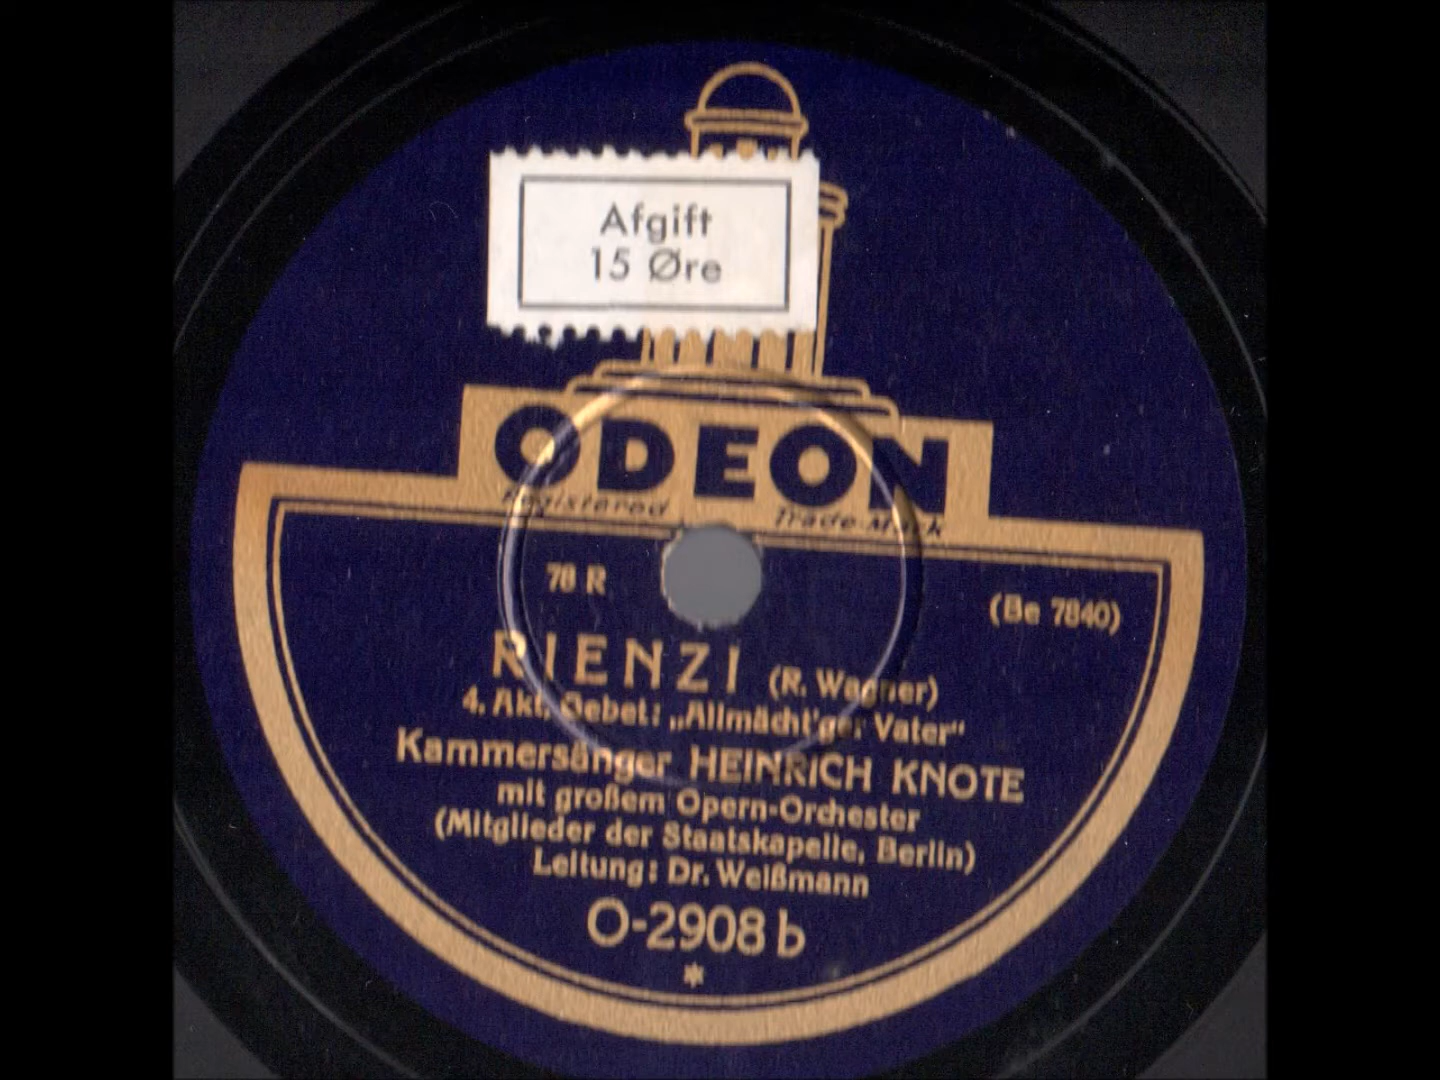 Afgift
15 Øre
ODEON
Registered Trade-Mark
78 R
(Be 7840)
RIENZI (R. Wagner)
4. Akt. Gebet: „Allmächt'ger Vater“
Kammersänger HEINRICH KNOTE
mit großem Opern-Orchester
(Mitglieder der Staatskapelle, Berlin)
Leitung: Dr. Weißmann
O-2908 b
*